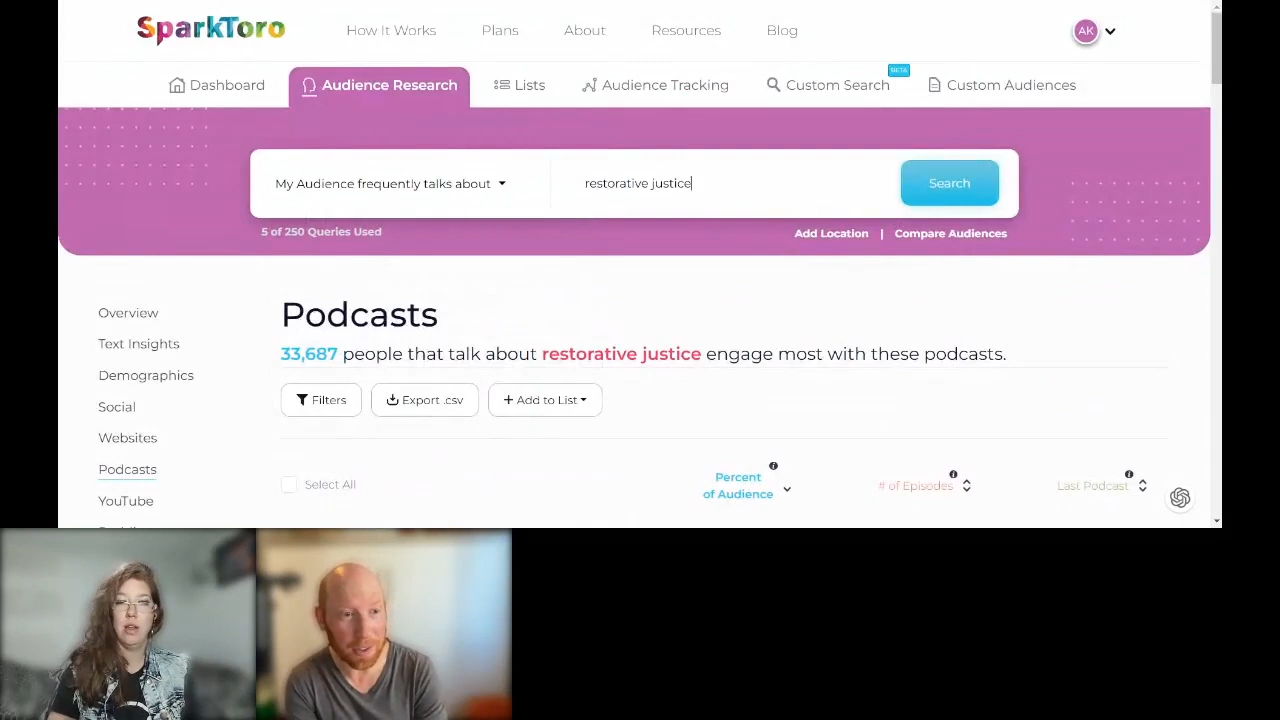 SparkToro
How It Works
Plans
About
Resources
Blog
AK
Dashboard
Audience Research
Lists
Audience Tracking
Custom Search
BETA
Custom Audiences
My Audience frequently talks about
restorative justice
Search
5 of 250 Queries Used
Add Location | Compare Audiences
Overview
Text Insights
Demographics
Social
Websites
Podcasts
YouTube
Podcasts
33,687 people that talk about restorative justice engage most with these podcasts.
Filters
Export .csv
+ Add to List
Select All
Percent
of Audience
# of Episodes
Last Podcast